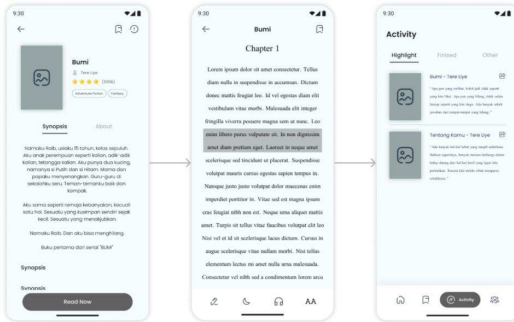 9:30
Bumi
Tere Liye
(1056)
Adventure Fiction
Fantasy
Synopsis
About
Namaku Raib, usiaku 15 tahun, kelas sepuluh.
Aku anak perempuan seperti kalian, adik-adik
kalian, tetangga kalian. Aku punya dua kucing,
namanya si Putih dan si Hitam. Mama dan
papaku menyenangkan. Guru-guru di
sekolahku seru. Teman-temanku baik dan
kompak.
Aku sama seperti remaja kebanyakan, kecuali
satu hal. Sesuatu yang kusimpan sendiri sejak
kecil. Sesuatu yang menakjubkan.
Namaku Raib. Dan aku bisa menghilang.
Buku pertama dari serial "BUMI"
Synopsis
Synopsis
Read Now
9:30
Bumi
Chapter 1
Lorem ipsum dolor sit amet consectetur. Tellus
diam nulla in suspendisse in accumsan. Dictum
donec mattis feugiat leo. Id vel egestas diam elit
vestibulum vitae morbi. Malesuada elit integer
fringilla viverra posuere magna sem ut nunc. Leo
enim libero purus vulputate sit. In non dignissim
amet diam pretium eget. Laoreet in neque amet
scelerisque sed tincidunt ut placerat. Suspendisse
volutpat mauris cursus egestas sapien tempus in.
Natoque justo justo volutpat dolor maecenas enim
imperdiet porttitor in. Vitae sed est magna ipsum
cras feugiat nibh non est. Neque urna aliquet mattis
amet. Turpis sit tellus vitae faucibus volutpat elit leo
Nisi vel et id sit scelerisque lacus dictum. Cursus in
augue scelerisque vitae nullam morbi. Nisi tellus
elementum lectus mi amet nulla arna malesuada.
Consectetur vel nibh sed a condimentum lorem arcu
AA
9:30
Activity
Highlight
Finised
Other
Bumi - Tere Liye
Tentang Kamu - Tere Liye
Activity